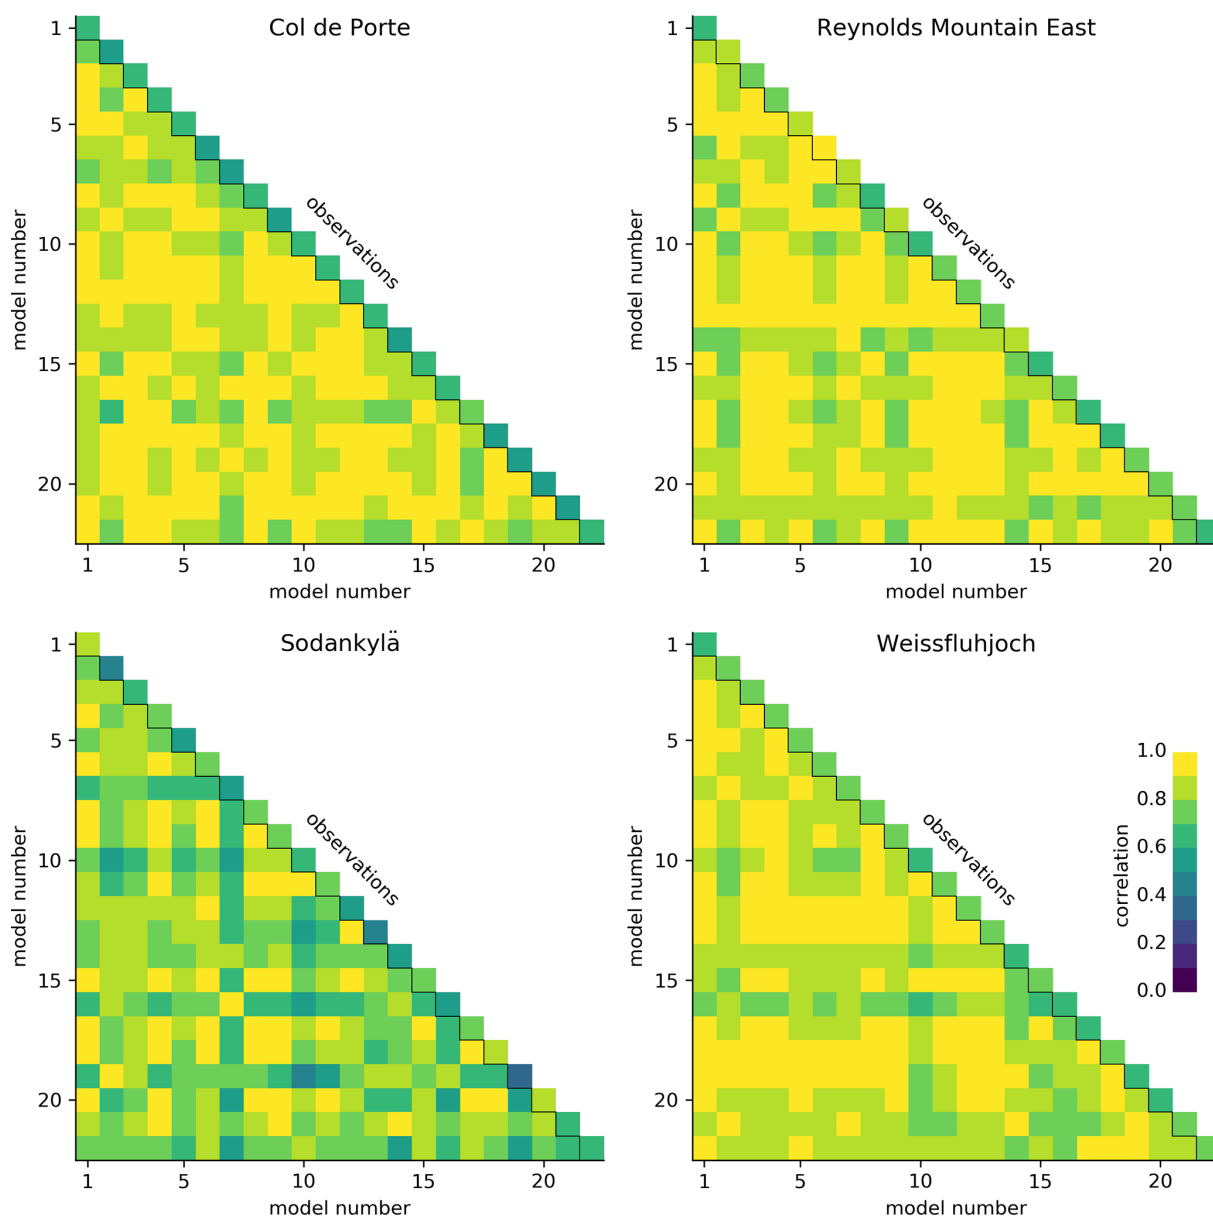 Col de Porte
1
5
10
15
20
model number
observations
1 5 10 15 20
model number
Reynolds Mountain East
1
5
10
15
20
model number
observations
1 5 10 15 20
model number
Sodankylä
1
5
10
15
20
model number
observations
1 5 10 15 20
model number
Weissfluhjoch
1
5
10
15
20
model number
observations
1 5 10 15 20
model number
1.0
0.8
0.6
0.4
0.2
0.0
correlation